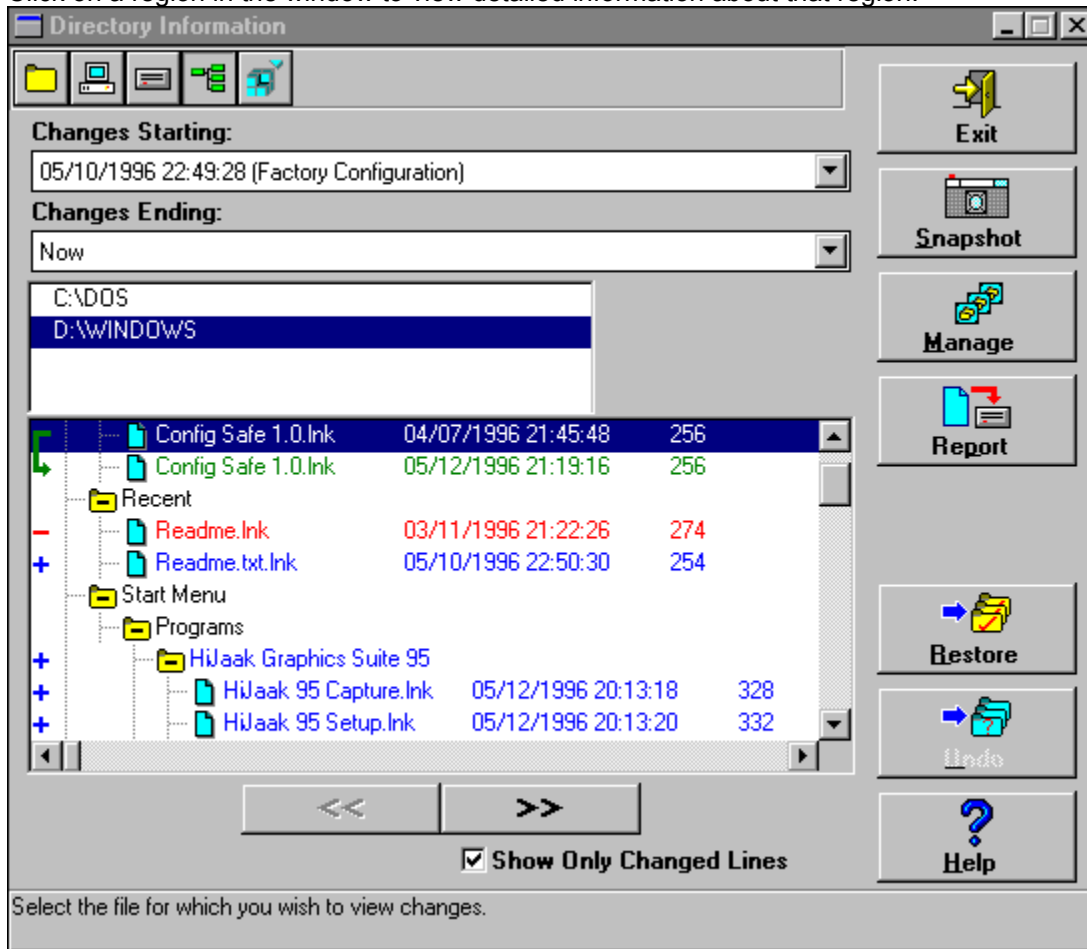 Click on a region in the window to view detailed information about that region.
Directory Information
Exit
Changes Starting:
05/10/1996 22:49:28 (Factory Configuration)
Changes Ending:
Now
Snapshot
C:\DOS
D:\WINDOWS
Manage
Config Safe 1.0.lnk 04/07/1996 21:45:48 256
Config Safe 1.0.lnk 05/12/1996 21:19:16 256
Report
Recent
Readme.lnk 03/11/1996 21:22:26 274
Readme.txt.lnk 05/10/1996 22:50:30 254
Start Menu
Programs
HiJaak Graphics Suite 95
HiJaak 95 Capture.lnk 05/12/1996 20:13:18 328
HiJaak 95 Setup.lnk 05/12/1996 20:13:20 332
Restore
Undo
<< >>
Show Only Changed Lines
Help
Select the file for which you wish to view changes.